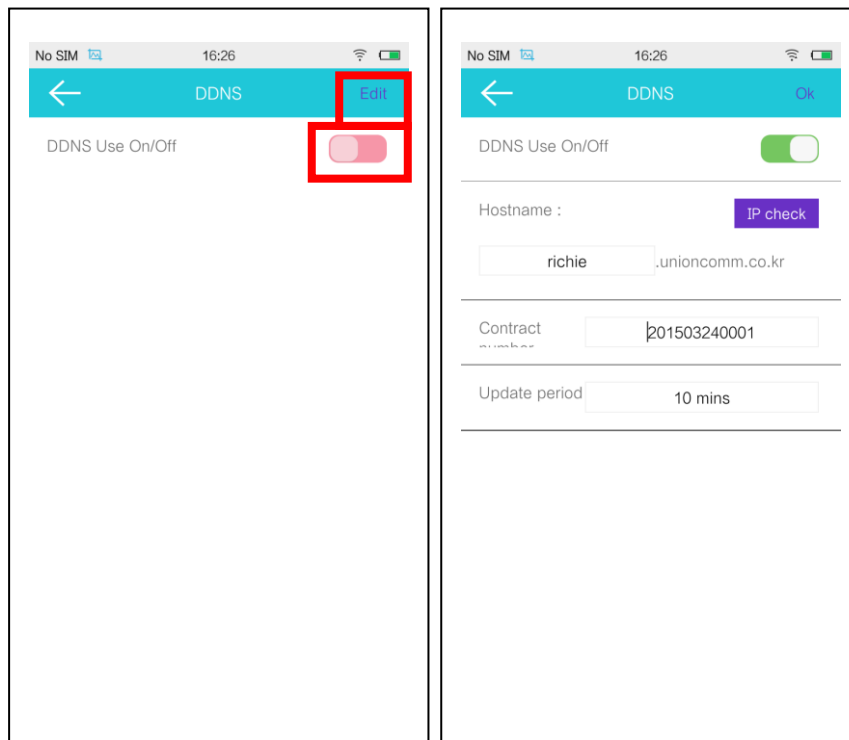 No SIM 16:26
DDNS Edit
DDNS Use On/Off
No SIM 16:26
DDNS Ok
DDNS Use On/Off
Hostname : IP check
richie .unioncomm.co.kr
Contract 201503240001
number
Update period 10 mins